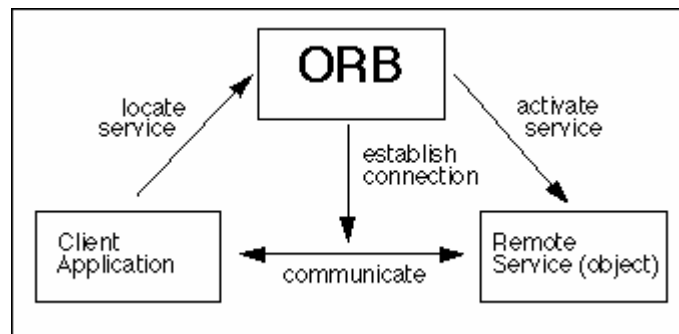 ORB
locate
service
activate
service
establish
connection
Client
Application
communicate
Remote
Service (object)